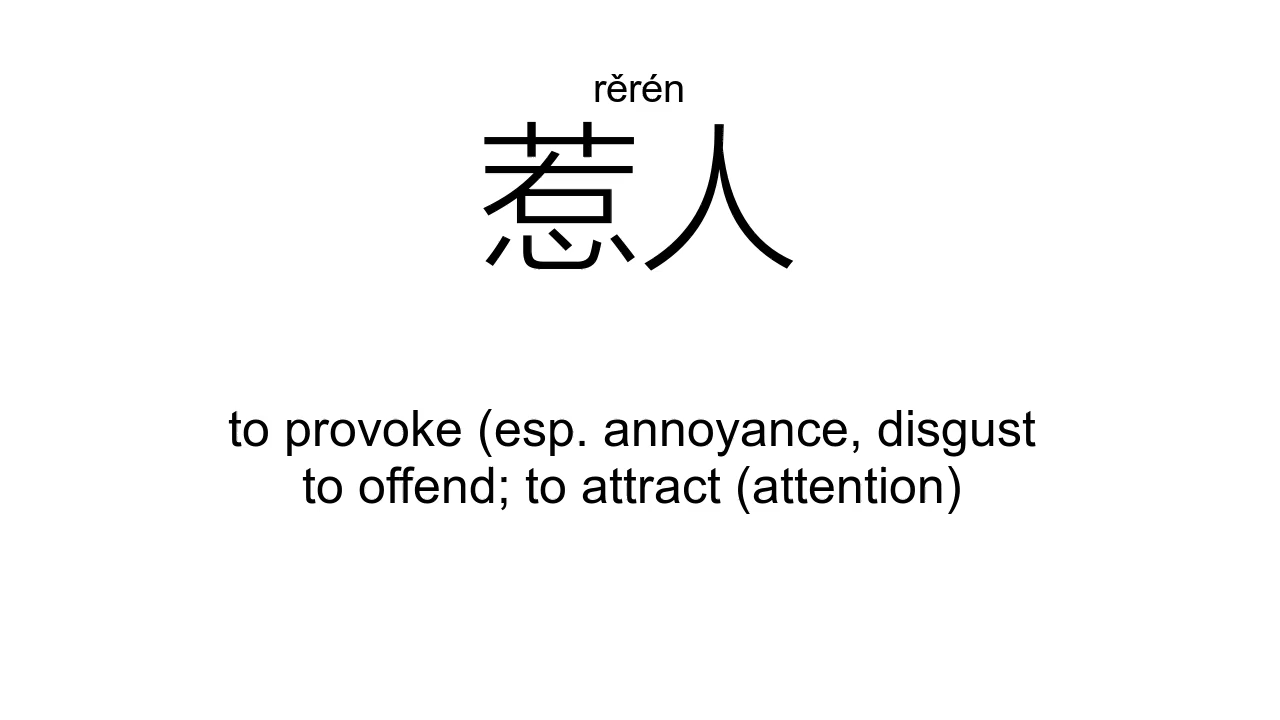 rěrén
惹人
to provoke (esp. annoyance, disgust
to offend; to attract (attention)